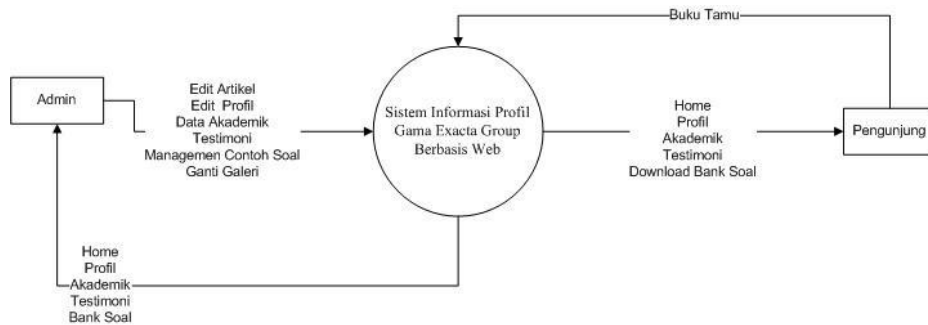 Buku Tamu
Admin
Edit Artikel
Edit Profil
Data Akademik
Testimoni
Managemen Contoh Soal
Ganti Galeri
Sistem Informasi Profil
Gama Exacta Group
Berbasis Web
Home
Profil
Akademik
Testimoni
Download Bank Soal
Pengunjung
Home
Profil
Akademik
Testimoni
Bank Soal